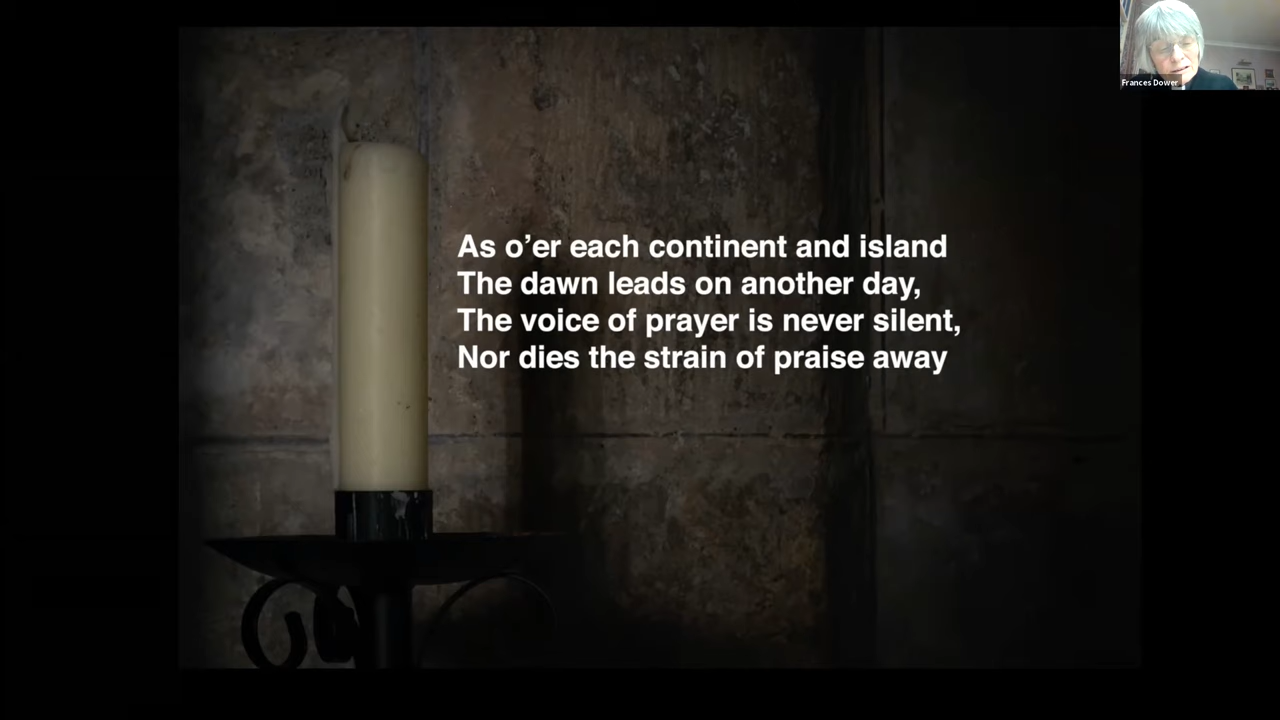 As o’er each continent and island
The dawn leads on another day,
The voice of prayer is never silent,
Nor dies the strain of praise away
Frances Dower